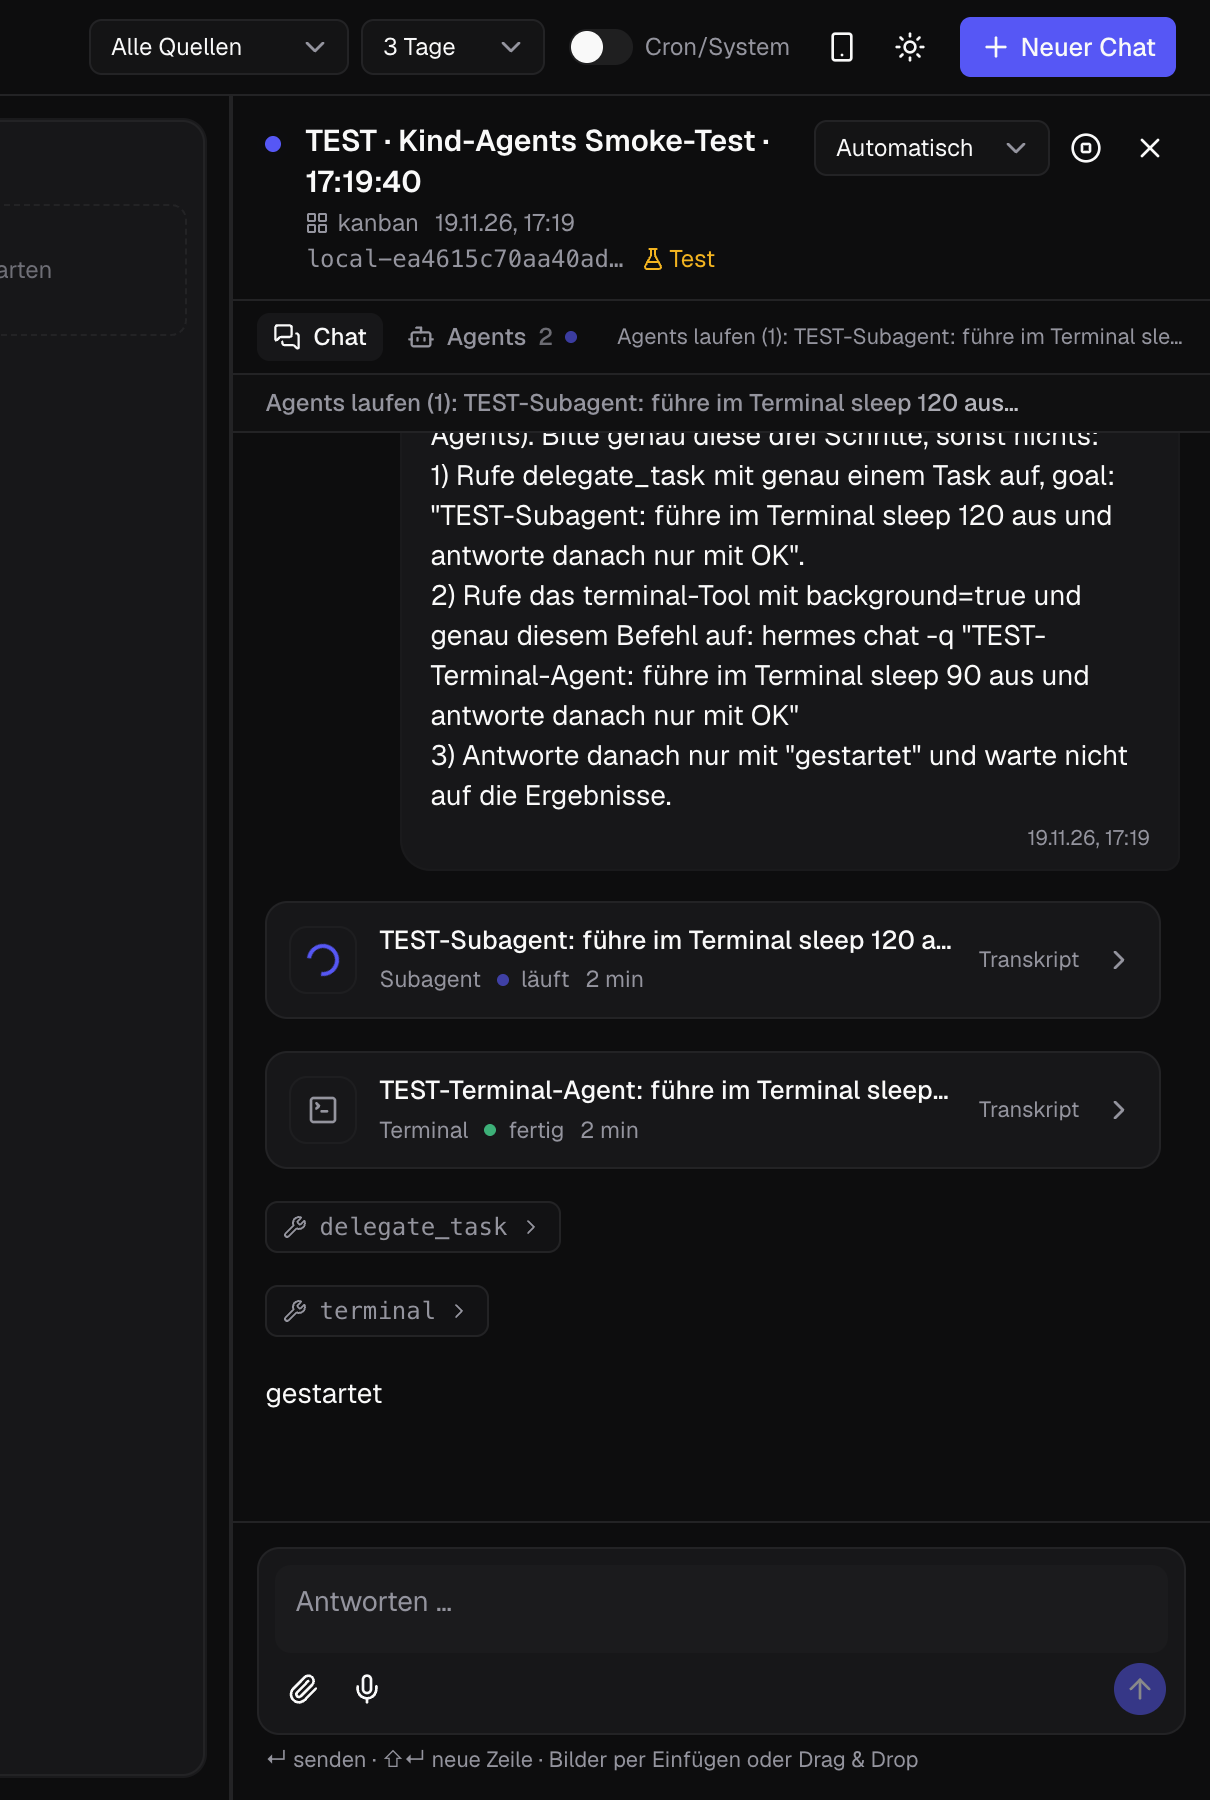 Alle Quellen
3 Tage
Cron/System
Neuer Chat
arten
TEST · Kind-Agents Smoke-Test ·
17:19:40
Automatisch
kanban 19.11.26, 17:19
local-ea4615c70aa40ad…
Test
Chat
Agents 2
Agents laufen (1): TEST-Subagent: führe im Terminal sle…
Agents laufen (1): TEST-Subagent: führe im Terminal sleep 120 aus…
Agents). Bitte genau diese drei Schritte, sonst nichts:
1) Rufe delegate_task mit genau einem Task auf, goal:
"TEST-Subagent: führe im Terminal sleep 120 aus und
antworte danach nur mit OK".
2) Rufe das terminal-Tool mit background=true und
genau diesem Befehl auf: hermes chat -q "TEST-
Terminal-Agent: führe im Terminal sleep 90 aus und
antworte danach nur mit OK"
3) Antworte danach nur mit "gestartet" und warte nicht
auf die Ergebnisse.
19.11.26, 17:19
TEST-Subagent: führe im Terminal sleep 120 a…
Subagent läuft 2 min
Transkript
TEST-Terminal-Agent: führe im Terminal sleep…
Terminal fertig 2 min
Transkript
delegate_task
terminal
gestartet
Antworten …
↵ senden · ⇧↵ neue Zeile · Bilder per Einfügen oder Drag & Drop